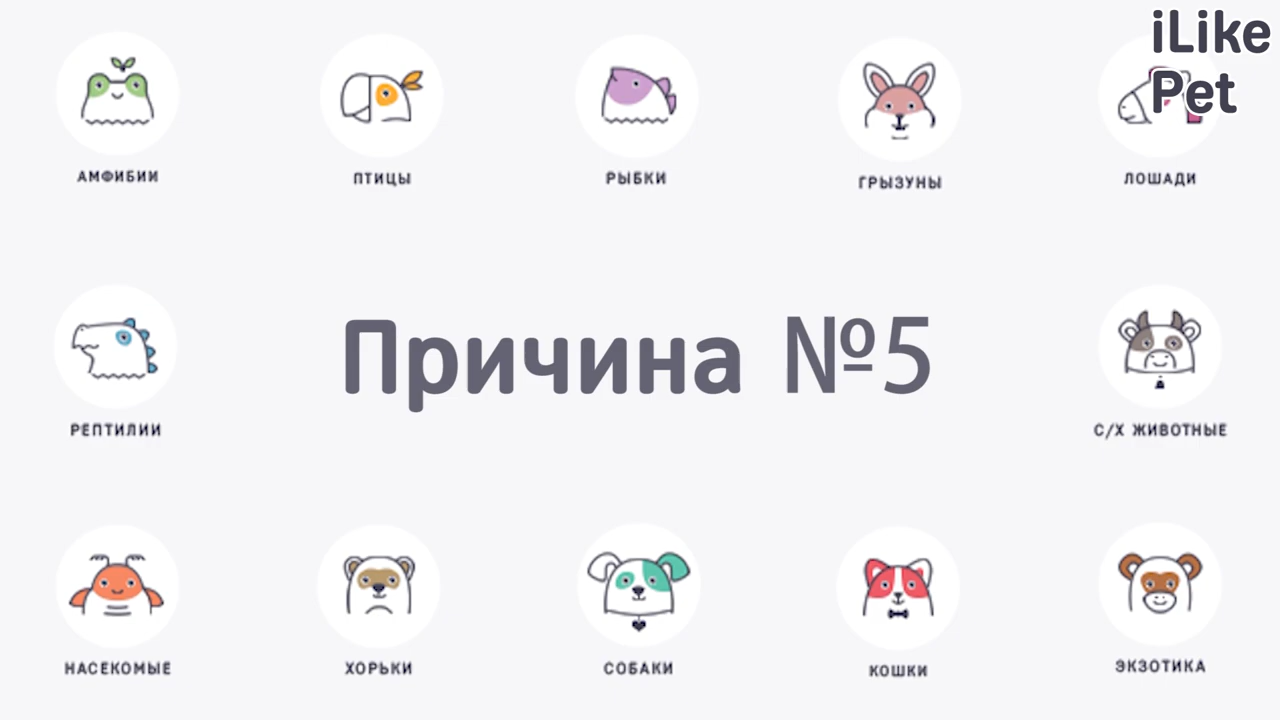 iLike
Pet
АМФИБИИ
ПТИЦЫ
РЫБКИ
ГРЫЗУНЫ
ЛОШАДИ
РЕПТИЛИИ
Причина №5
С/Х ЖИВОТНЫЕ
НАСЕКОМЫЕ
ХОРЬКИ
СОБАКИ
КОШКИ
ЭКЗОТИКА